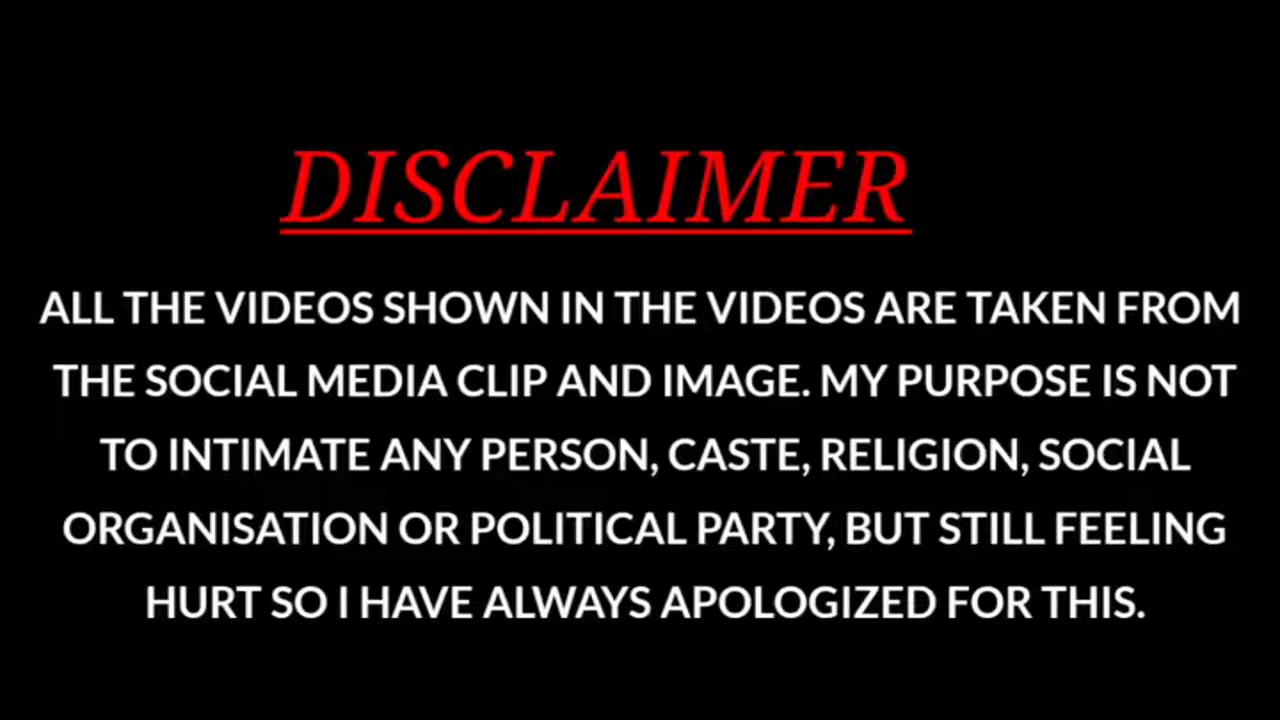 DISCLAIMER
ALL THE VIDEOS SHOWN IN THE VIDEOS ARE TAKEN FROM
THE SOCIAL MEDIA CLIP AND IMAGE. MY PURPOSE IS NOT
TO INTIMATE ANY PERSON, CASTE, RELIGION, SOCIAL
ORGANISATION OR POLITICAL PARTY, BUT STILL FEELING
HURT SO I HAVE ALWAYS APOLOGIZED FOR THIS.